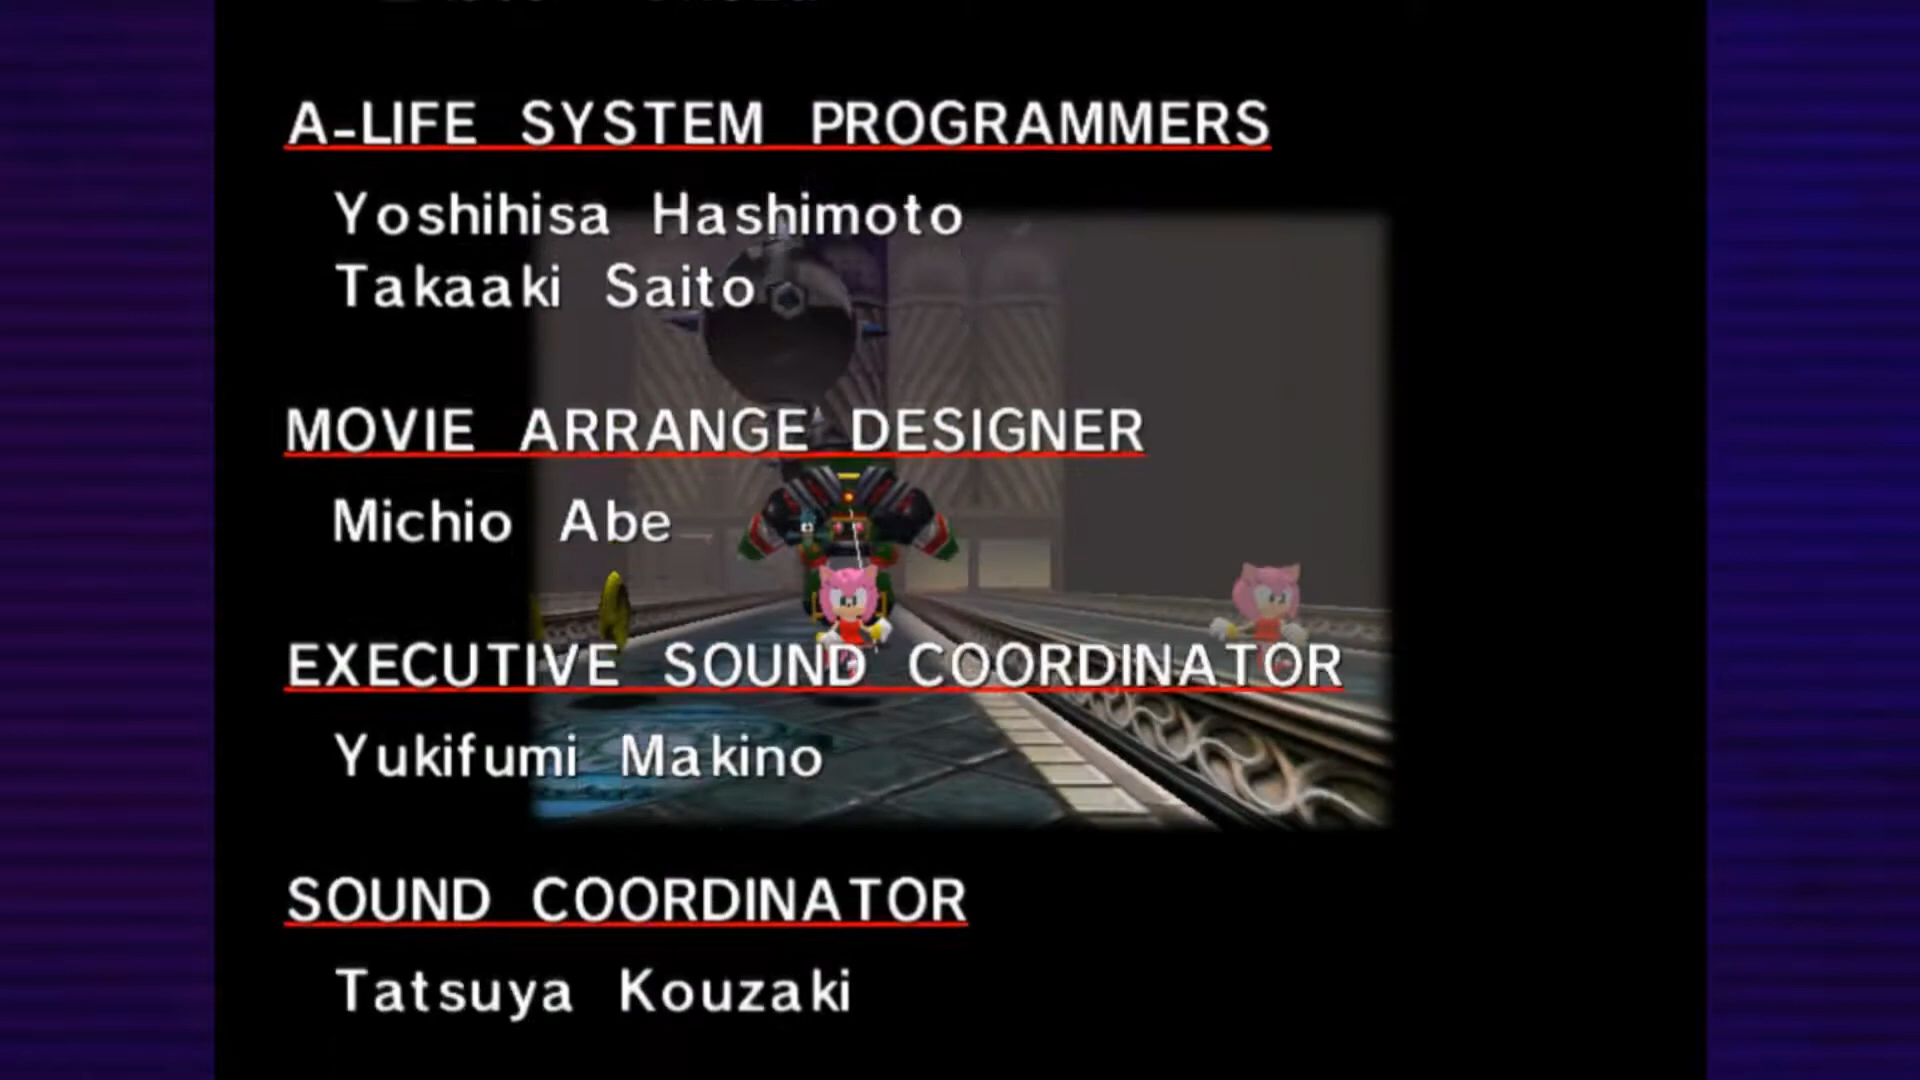 A-LIFE SYSTEM PROGRAMMERS
Yoshihisa Hashimoto
Takaaki Saito
MOVIE ARRANGE DESIGNER
Michio Abe
EXECUTIVE SOUND COORDINATOR
Yukifumi Makino
SOUND COORDINATOR
Tatsuya Kouzaki